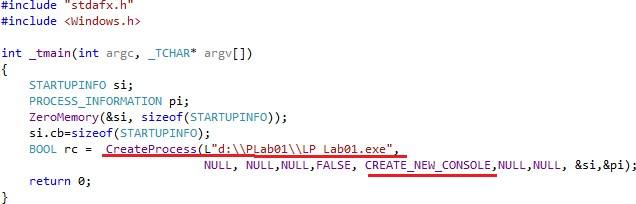 #include "stdafx.h"
#include <Windows.h>
int _tmain(int argc, _TCHAR* argv[])
{
STARTUPINFO si;
PROCESS_INFORMATION pi;
ZeroMemory(&si, sizeof(STARTUPINFO));
si.cb=sizeof(STARTUPINFO);
BOOL rc = CreateProcess(L"d:\\PLab01\\LP_Lab01.exe",
NULL, NULL,NULL,FALSE, CREATE_NEW_CONSOLE,NULL,NULL, &si,&pi);
return 0;
}